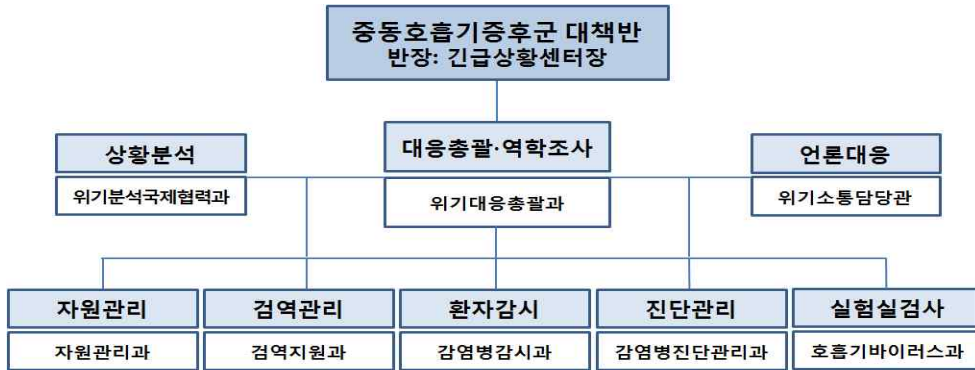 중동호흡기증후군 대책반
반장: 긴급상황센터장
상황분석
위기분석국제협력과
대응총괄·역학조사
위기대응총괄과
언론대응
위기소통담당관
자원관리
자원관리과
검역관리
검역지원과
환자감시
감염병감시과
진단관리
감염병진단관리과
실험실검사
호흡기바이러스과